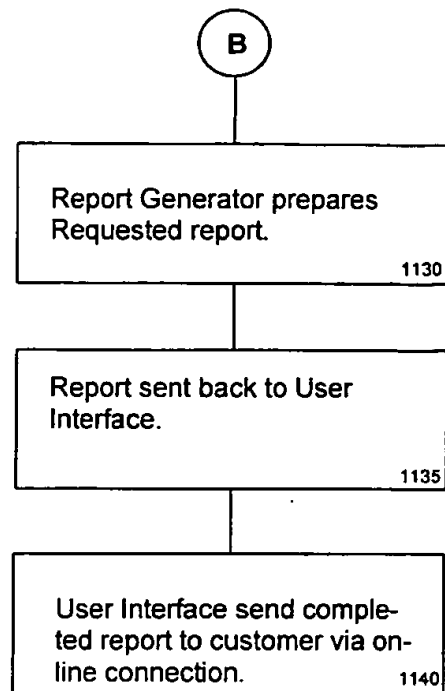 B
Report Generator prepares
Requested report.
1130
Report sent back to User
Interface.
1135
User Interface send comple-
ted report to customer via on-
line connection.
1140